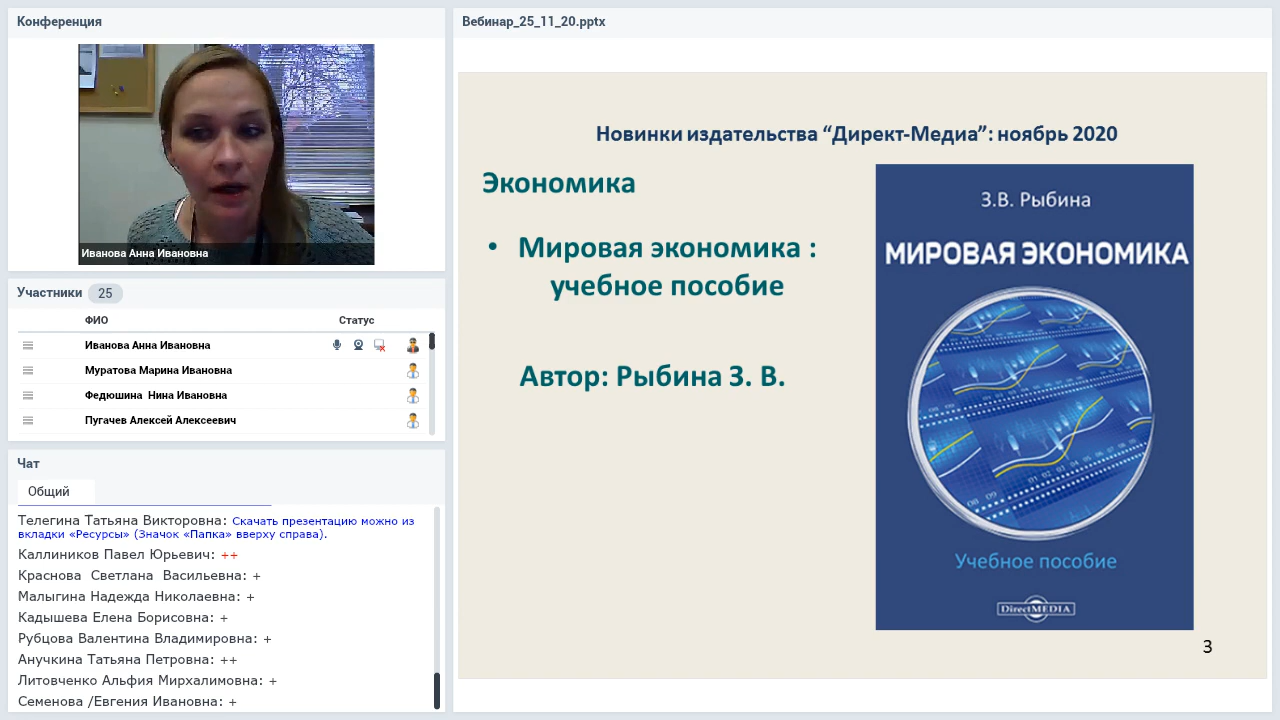 Конференция
Иванова Анна Ивановна
Участники 25
ФИО Статус
Иванова Анна Ивановна
Муратова Марина Ивановна
Федюшина Нина Ивановна
Пугачев Алексей Алексеевич
Чат
Общий
Телегина Татьяна Викторовна: Скачать презентацию можно из
вкладки «Ресурсы» (Значок «Папка» вверху справа).
Каллиников Павел Юрьевич: ++
Краснова Светлана Васильевна: +
Малыгина Надежда Николаевна: +
Кадышева Елена Борисовна: +
Рубцова Валентина Владимировна: +
Анучкина Татьяна Петровна: ++
Литовченко Альфия Мирхалимовна: +
Семенова /Евгения Ивановна: +
Вебинар_25_11_20.pptx
Новинки издательства “Директ-Медиа”: ноябрь 2020
Экономика
• Мировая экономика :
учебное пособие
Автор: Рыбина З. В.
З.В. Рыбина
МИРОВАЯ ЭКОНОМИКА
Учебное пособие
DirectMEDIA
3